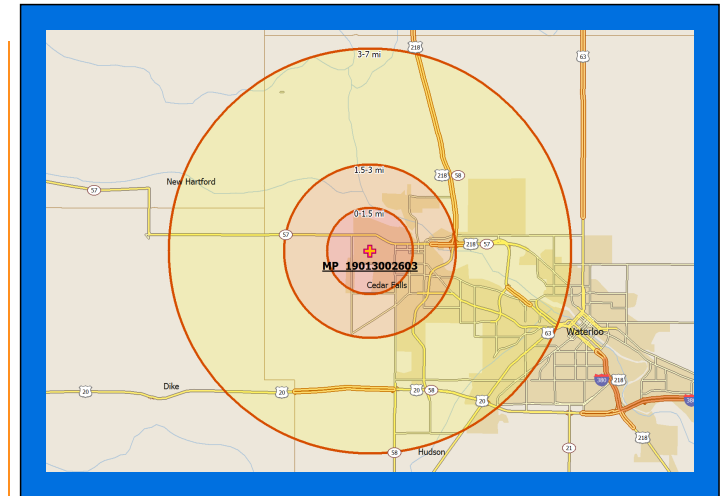 218
3-7 mi
63
1.5-3 mi
218 58
New Hartford
57
0-1.5 mi
57
218 57
MP 19013002603
Cedar Falls
63
Waterloo
380 218
Dike
20
20
20 58
20
38
218
21
58
Hudson